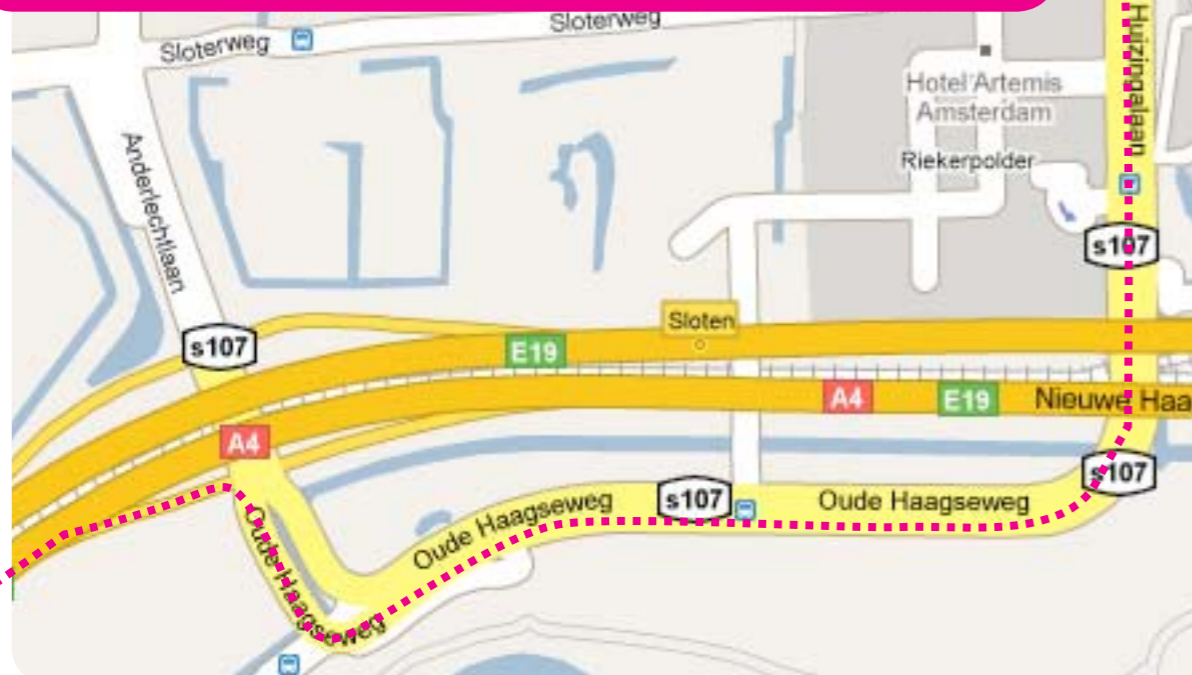 Sloterweg
Sloterweg
Huizingalaan
Hotel Artemis
Amsterdam
Anderlechtlaan
Riekerpolder
s107
Sloten
s107
E19
A4
E19
Nieuwe Haa
A4
s107
s107
Oude Haagseweg
Oude Haagseweg
Oude Haagseweg